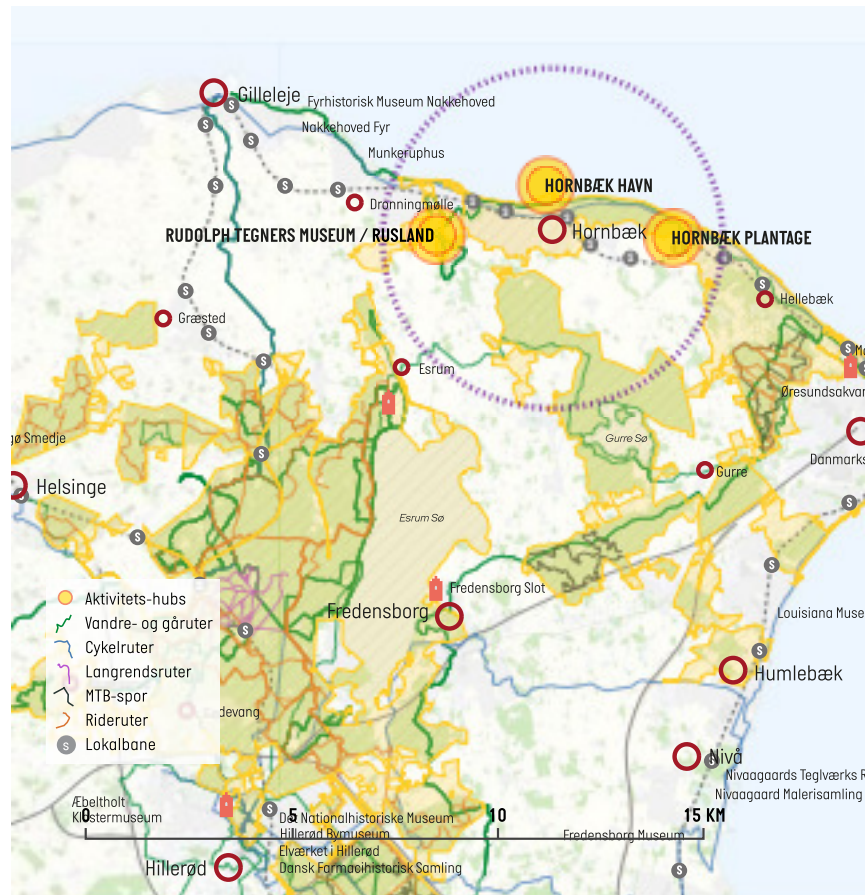 Gilleleje
Fyrhistorisk Museum Nakkehoved
Nakkehoved Fyr
Munkeruphus
HORNBÆK HAVN
Dronningmølle
RUDOLPH TEGNERS MUSEUM / RUSLAND
Hornbæk
HORNBÆK PLANTAGE
Hellebæk
Græsted
Esrum
Øresundsakvar
gø Smedje
Gurre Sø
Danmarks
Gurre
Helsinge
Esrum Sø
Fredensborg Slot
Fredensborg
Louisiana Muse
Aktivitets-hubs
Vandre- og gåruter
Cykelruter
Langrendsruter
MTB-spor
Rideruter
Lokalbane
S
Humlebæk
Nivå
Nivaagaards Teglværks R
Nivaagaard Malerisamling
Æbeltholt
Klostermuseum
0 5 10 15 KM
Det Nationalhistoriske Museum
Hillerød Bymuseum
Fredensborg Museum
Elværket i Hillerød
Hillerød
Dansk Farmacihistorisk Samling